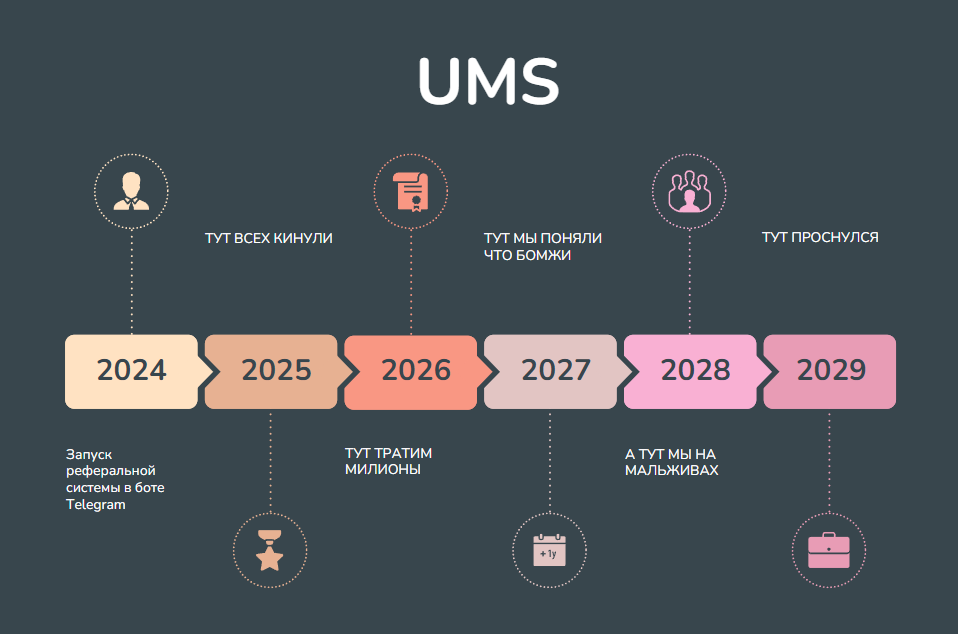 UMS
ТУТ ВСЕХ КИНУЛИ
ТУТ МЫ ПОНЯЛИ
ЧТО БОМЖИ
ТУТ ПРОСНУЛСЯ
2024
2025
2026
2027
2028
2029
Запуск
реферальной
системы в боте
Telegram
ТУТ ТРАТИМ
МИЛИОНЫ
А ТУТ МЫ НА
МАЛЬЖИВАХ
+ 1y